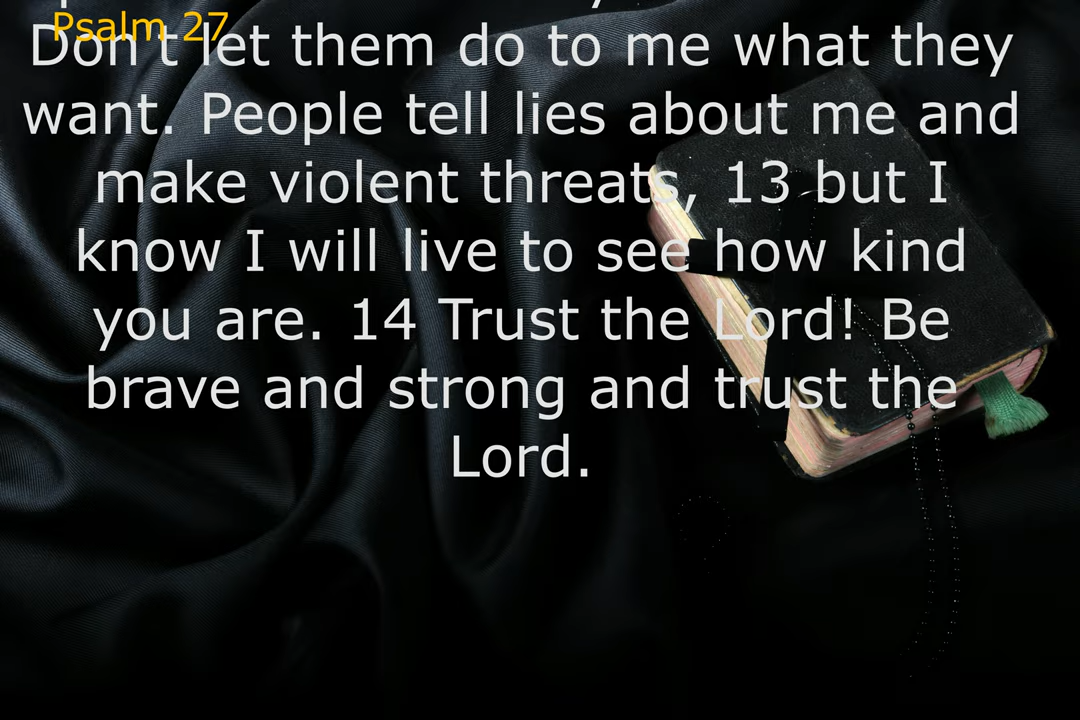 Psalm 27
Don't let them do to me what they
want. People tell lies about me and
make violent threats, 13 but I
know I will live to see how kind
you are. 14 Trust the Lord! Be
brave and strong and trust the
Lord.